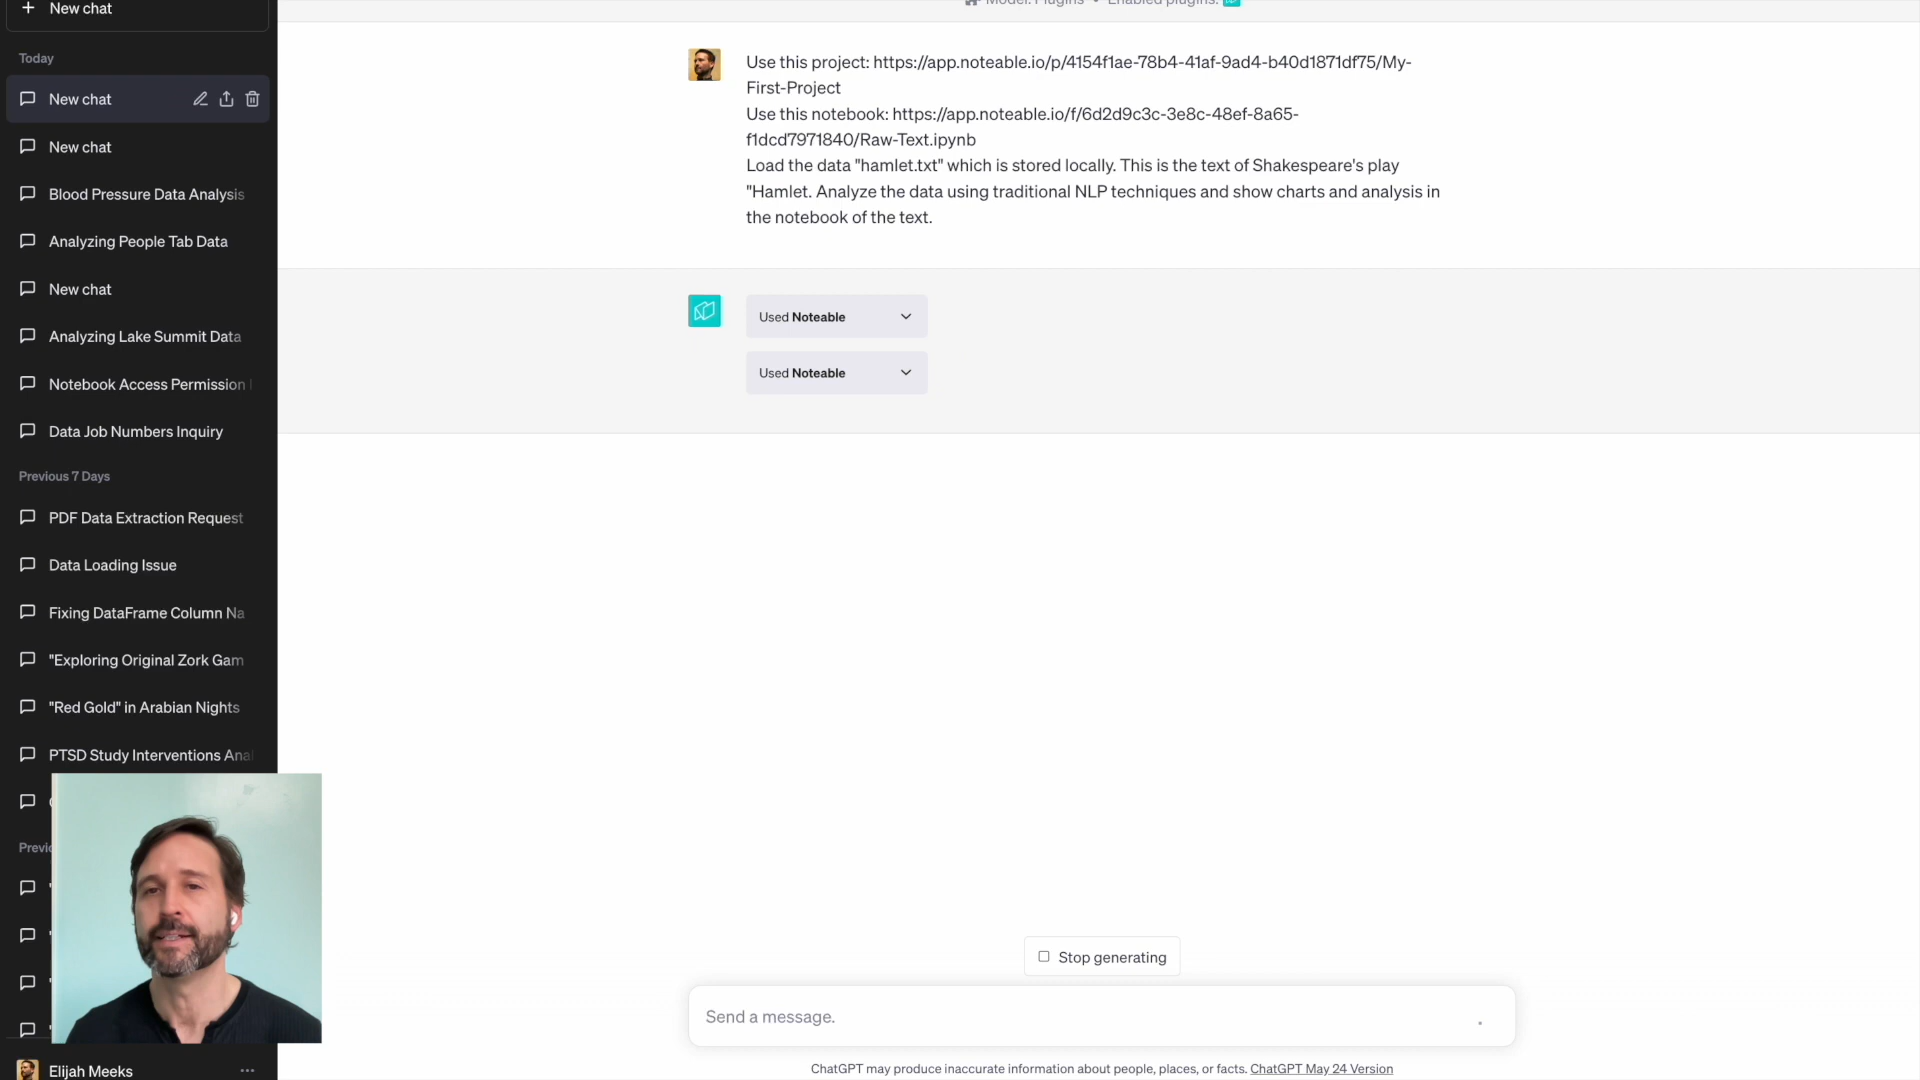 New chat
Today
New chat
New chat
Blood Pressure Data Analysis
Analyzing People Tab Data
New chat
Analyzing Lake Summit Data
Notebook Access Permission
Data Job Numbers Inquiry
Previous 7 Days
PDF Data Extraction Request
Data Loading Issue
Fixing DataFrame Column Na
"Exploring Original Zork Gam
"Red Gold" in Arabian Nights
PTSD Study Interventions Ana
Previ
Elijah Meeks
Model: Plugins • Enabled plugins:
Use this project: https://app.noteable.io/p/4154f1ae-78b4-41af-9ad4-b40d1871df75/My-
First-Project
Use this notebook: https://app.noteable.io/f/6d2d9c3c-3e8c-48ef-8a65-
f1dcd7971840/Raw-Text.ipynb
Load the data "hamlet.txt" which is stored locally. This is the text of Shakespeare's play
"Hamlet. Analyze the data using traditional NLP techniques and show charts and analysis in
the notebook of the text.
Used Noteable
Used Noteable
Stop generating
Send a message.
ChatGPT may produce inaccurate information about people, places, or facts. ChatGPT May 24 Version